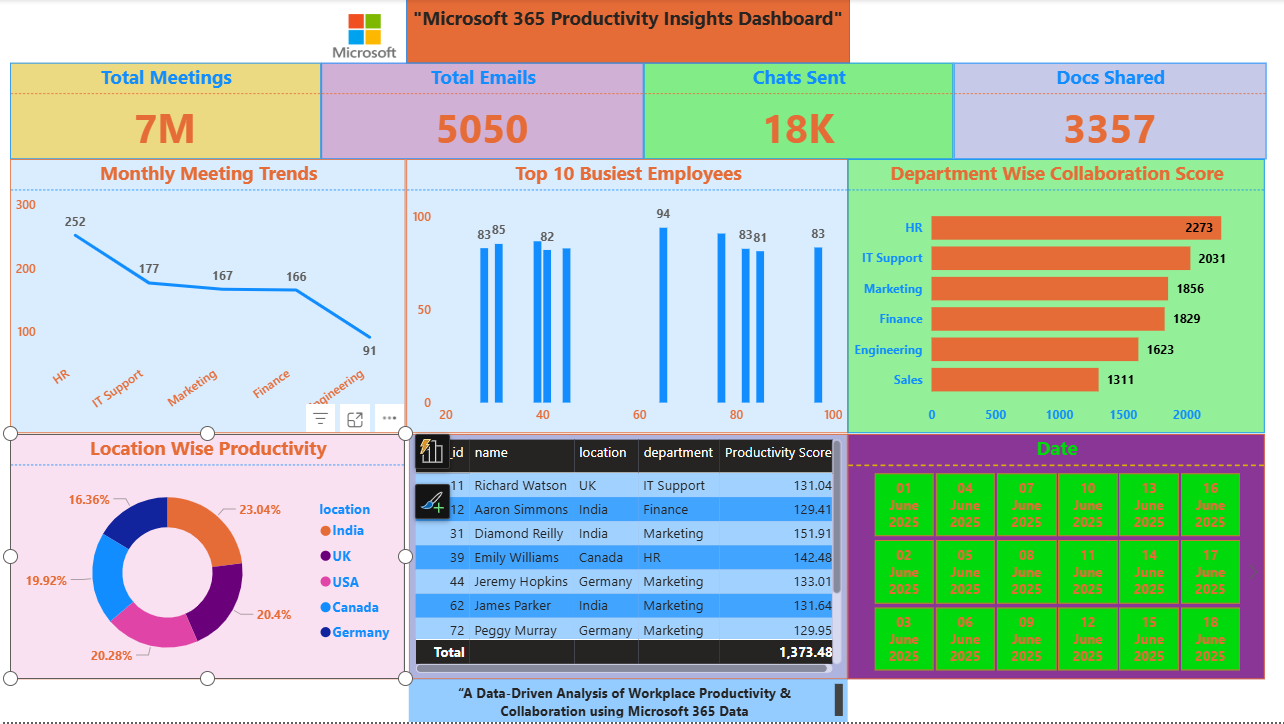 "Microsoft 365 Productivity Insights Dashboard"
Microsoft
Total Meetings
7M
Total Emails
5050
Chats Sent
18K
Docs Shared
3357
Monthly Meeting Trends
300
200
100
252
177
167
166
91
HR
IT Support
Marketing
Finance
ngineering
Top 10 Busiest Employees
100
50
0
83
85
82
94
83
81
83
20
40
60
80
100
Department Wise Collaboration Score
HR 2273
IT Support 2031
Marketing 1856
Finance 1829
Engineering 1623
Sales 1311
0 500 1000 1500 2000
Location Wise Productivity
16.36%
23.04%
19.92%
20.4%
20.28%
location
India
UK
USA
Canada
Germany
_id name location department Productivity Score
11 Richard Watson UK IT Support 131.04
12 Aaron Simmons India Finance 129.41
31 Diamond Reilly India Marketing 151.91
39 Emily Williams Canada HR 142.48
44 Jeremy Hopkins Germany Marketing 133.01
62 James Parker India Marketing 131.64
72 Peggy Murray Germany Marketing 129.95
Total 1,373.48
Date
01 04 07 10 13 16
June June June June June June
2025 2025 2025 2025 2025 2025
02 05 08 11 14 17
June June June June June June
2025 2025 2025 2025 2025 2025
03 06 09 12 15 18
June June June June June June
2025 2025 2025 2025 2025 2025
“A Data-Driven Analysis of Workplace Productivity &
Collaboration using Microsoft 365 Data